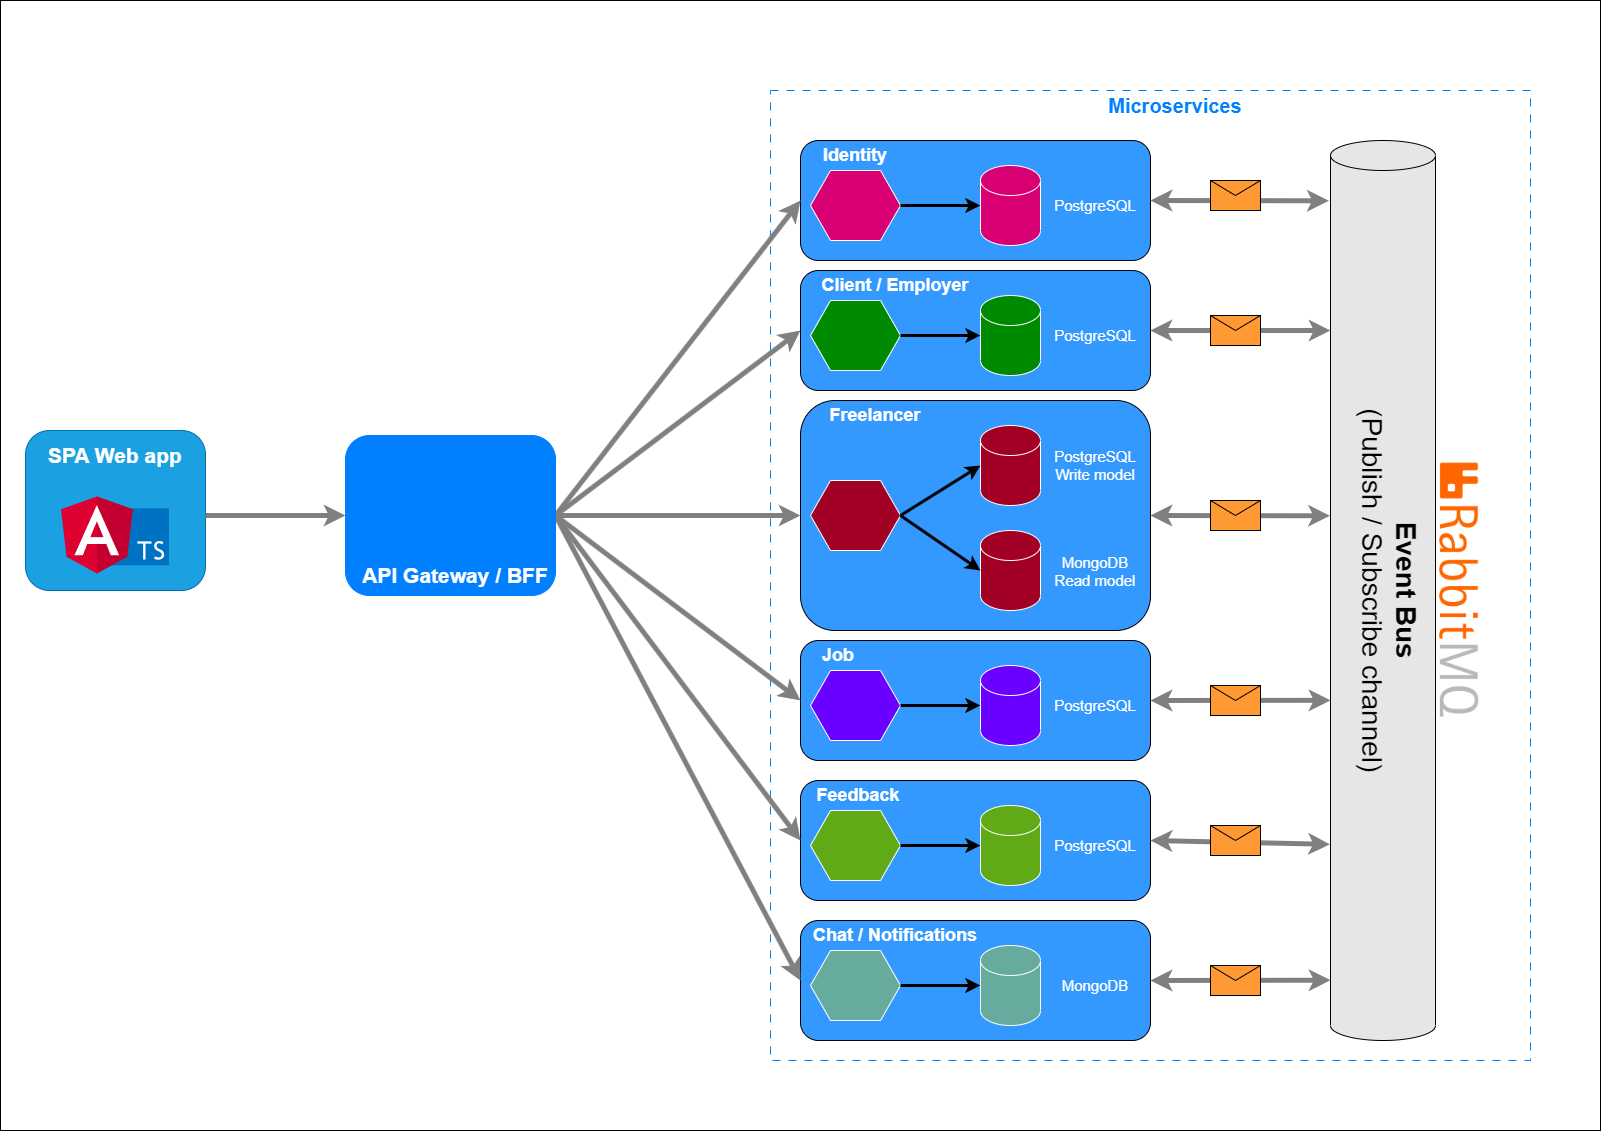 Microservices
Identity
PostgreSQL
Client / Employer
PostgreSQL
Freelancer
PostgreSQL
Write model
MongoDB
Read model
SPA Web app
A
TS
API Gateway / BFF
Job
PostgreSQL
Feedback
PostgreSQL
Chat / Notifications
MongoDB
Event Bus
(Publish / Subscribe channel)
RabbitMQ